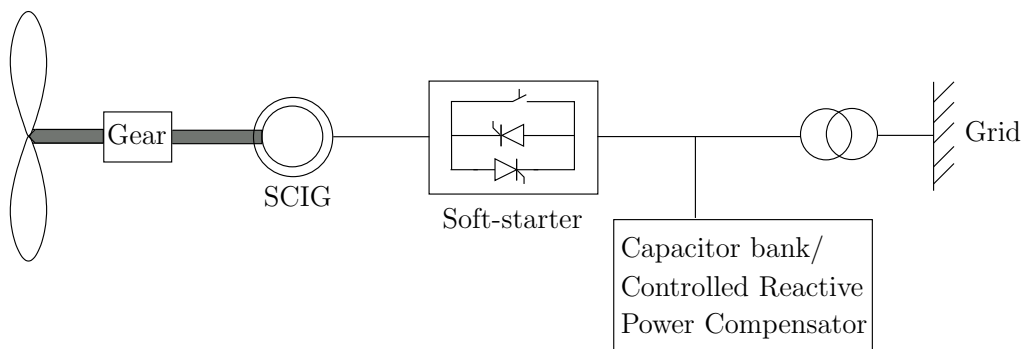 Gear
SCIG
Soft-starter
Grid
Capacitor bank/
Controlled Reactive
Power Compensator